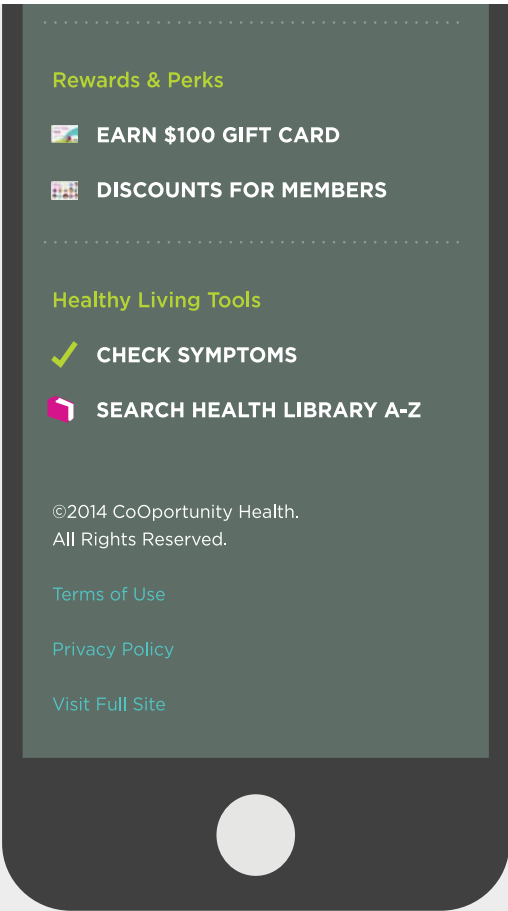 Rewards & Perks
EARN $100 GIFT CARD
DISCOUNTS FOR MEMBERS
Healthy Living Tools
CHECK SYMPTOMS
SEARCH HEALTH LIBRARY A-Z
©2014 CoOportunity Health.
All Rights Reserved.
Terms of Use
Privacy Policy
Visit Full Site